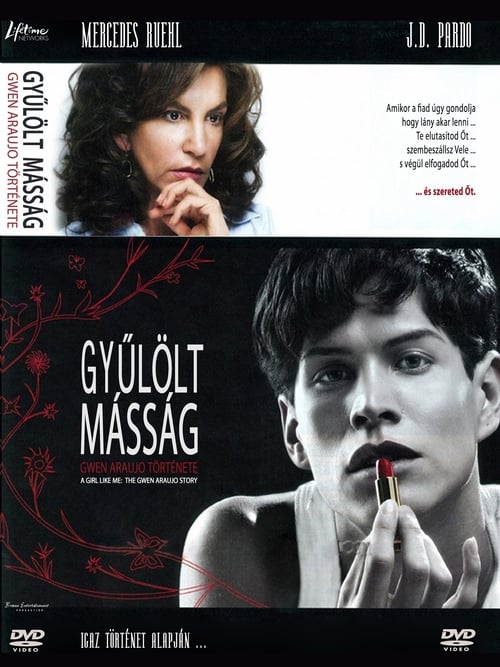 Lifetime
NETWORKS
MERCEDES RUEHL
J.D. PARDO
GYŰLÖLT MÁSSÁG
GWEN ARAUJO TÖRTÉNETE
Amikor a fiad úgy gondolja
hogy lány akar lenni ...
Te elutasítod Őt ...
szembeszállsz Vele ...
s végül elfogadod Őt ...
... és szereted Őt.
GYŰLÖLT
MÁSSÁG
GWEN ARAUJO TÖRTÉNETE
A GIRL LIKE ME: THE GWEN ARAUJO STORY
DVD
VIDEO
IGAZ TÖRTÉNET ALAPJÁN ...
DVD
VIDEO